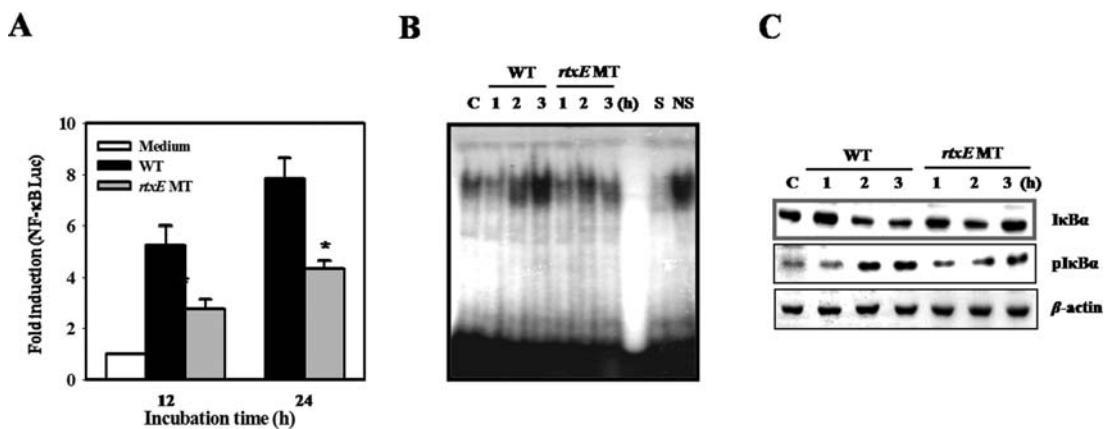 A
Fold induction (NF-κB Luc)
10
8
6
4
2
0
Medium
WT
rtxE MT
*
*
12
24
Incubation time (h)
B
WT
rtxE MT
C 1 2 3 1 2 3 (h) S NS
C
WT
rtxE MT
C 1 2 3 1 2 3 (h)
IκBα
pIκBα
β-actin